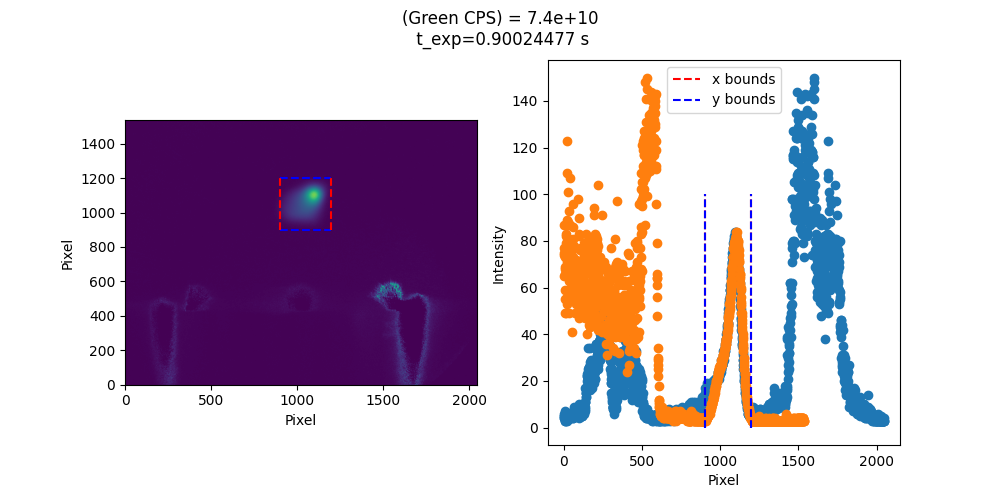 (Green CPS) = 7.4e+10
t_exp=0.90024477 s
1400
1200
1000
800
600
400
200
0
Pixel
0 500 1000 1500 2000
Pixel
x bounds
y bounds
140
120
100
80
60
40
20
0
Intensity
0 500 1000 1500 2000
Pixel